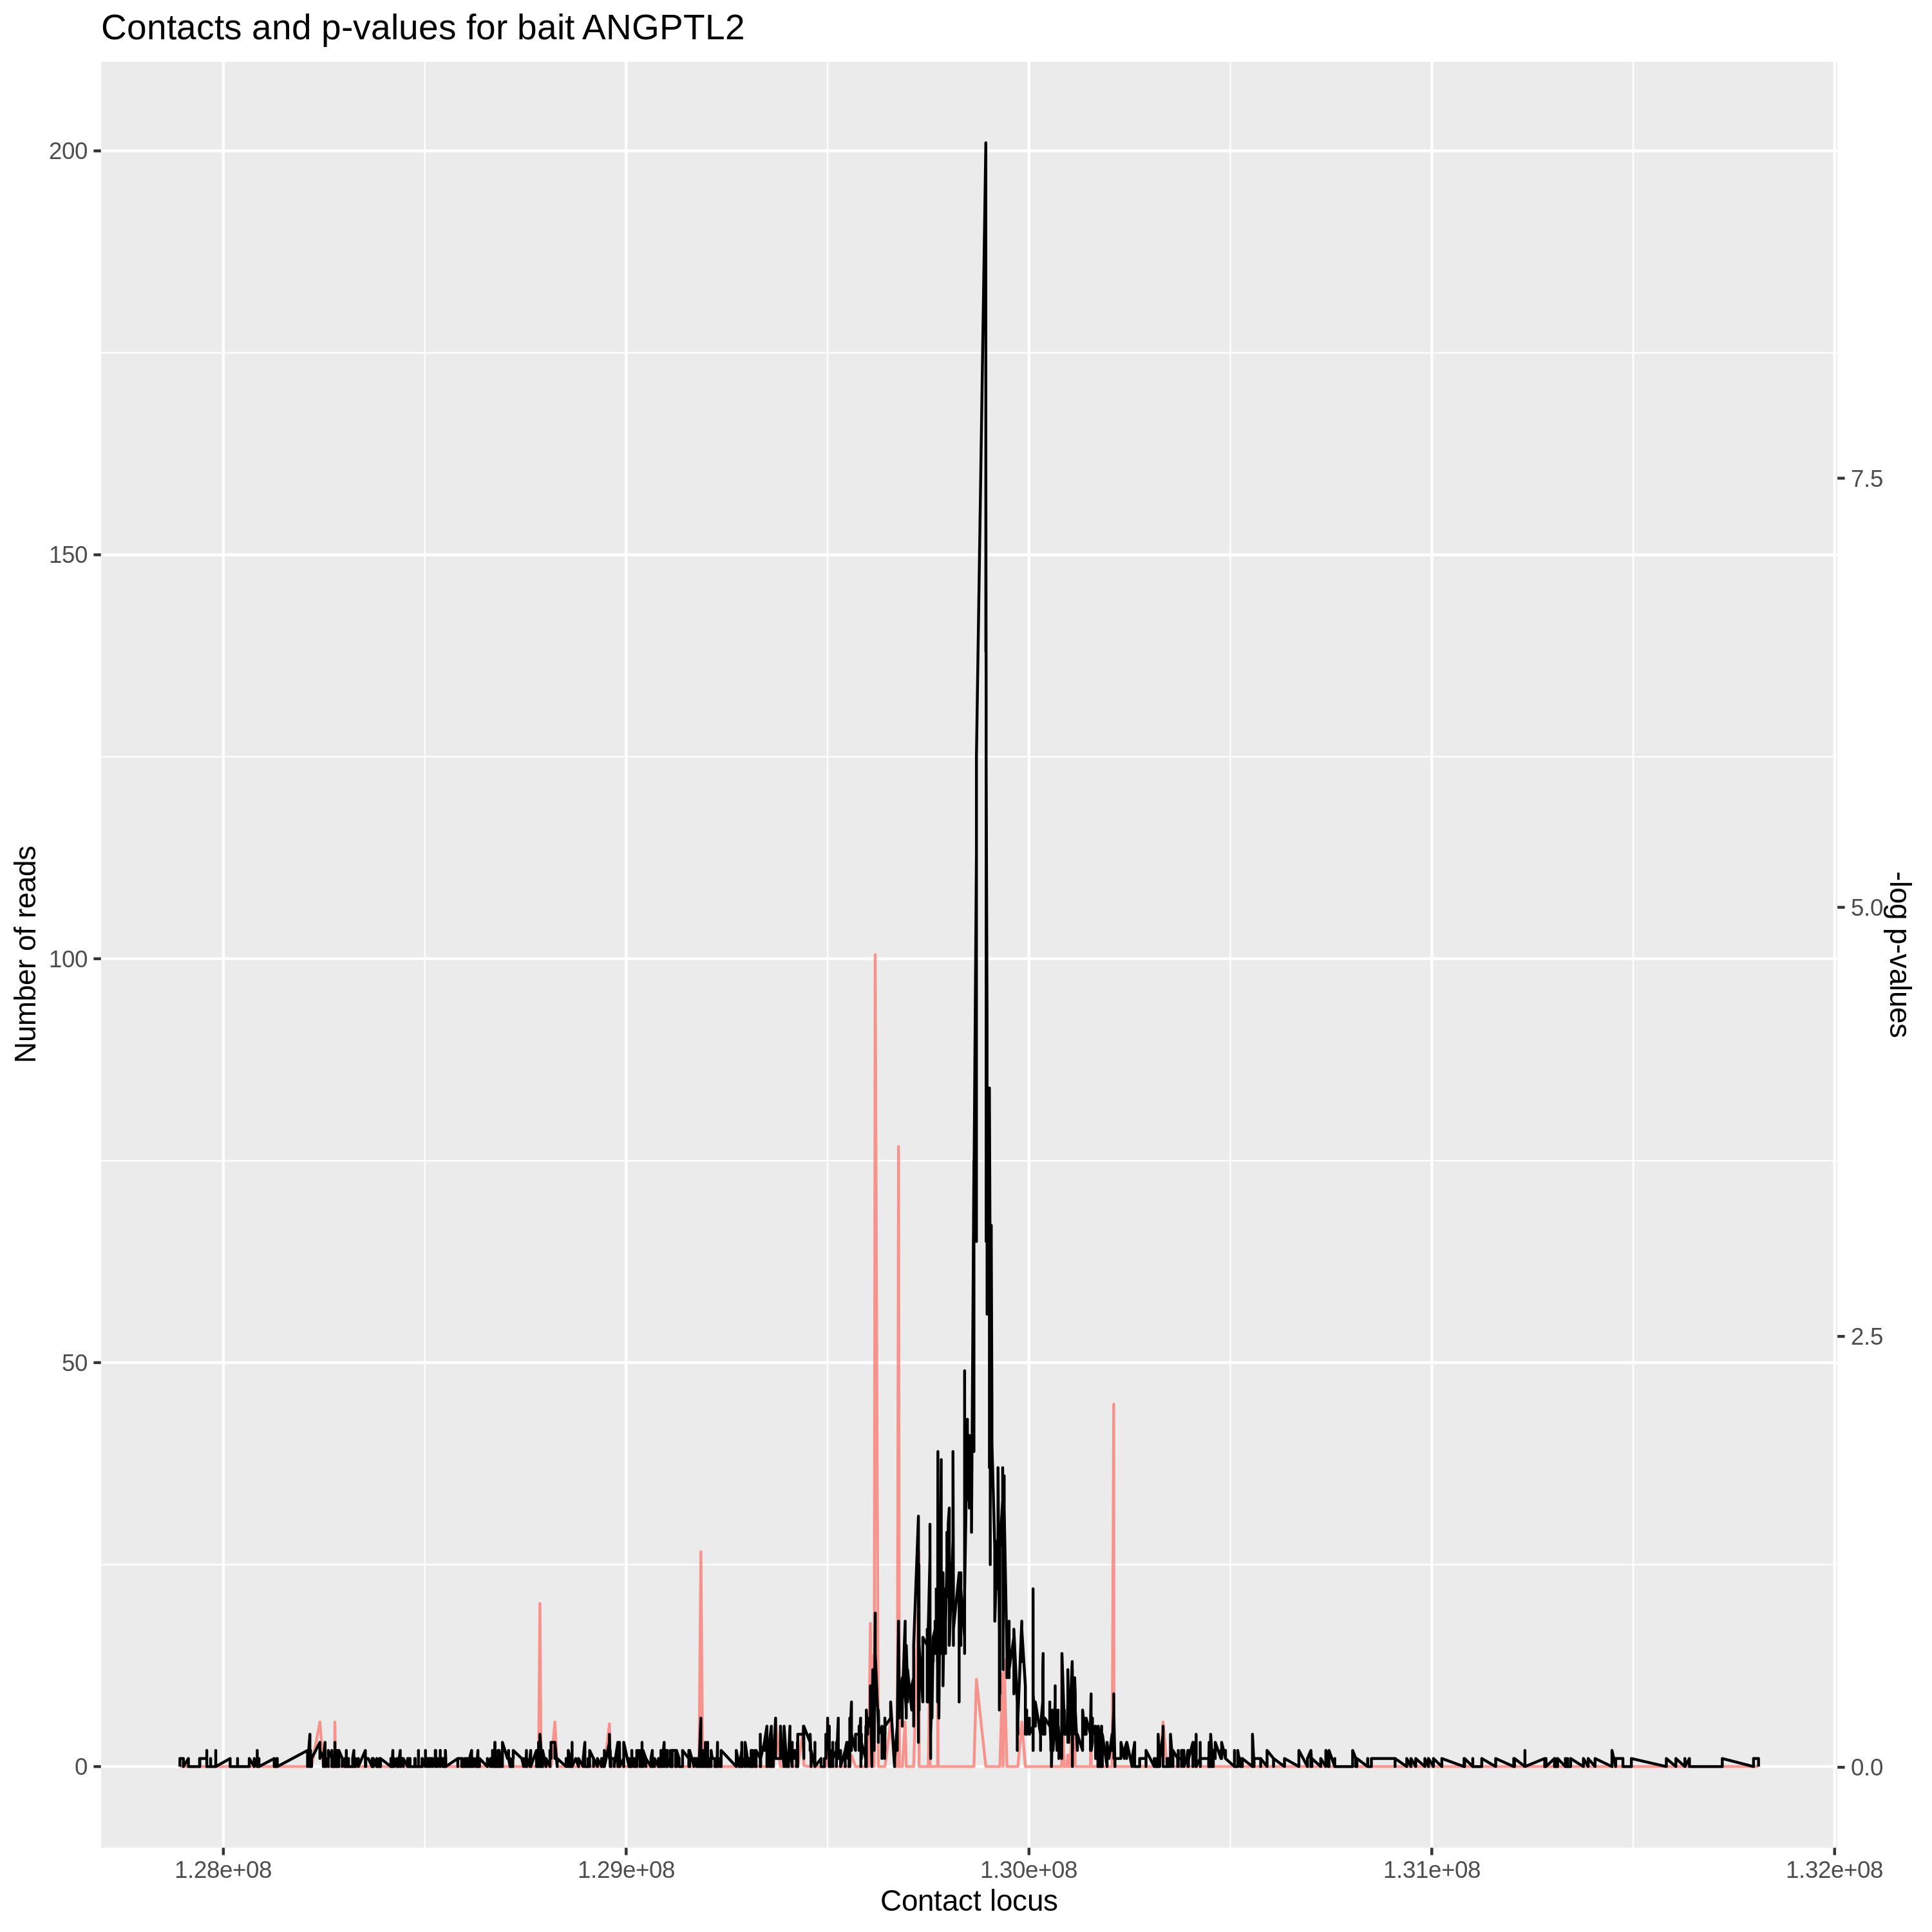 Contacts and p-values for bait ANGPTL2
200
150
100
50
0
Number of reads
7.5
5.0
2.5
0.0
-log p-values
1.28e+08
1.29e+08
1.30e+08
1.31e+08
1.32e+08
Contact locus